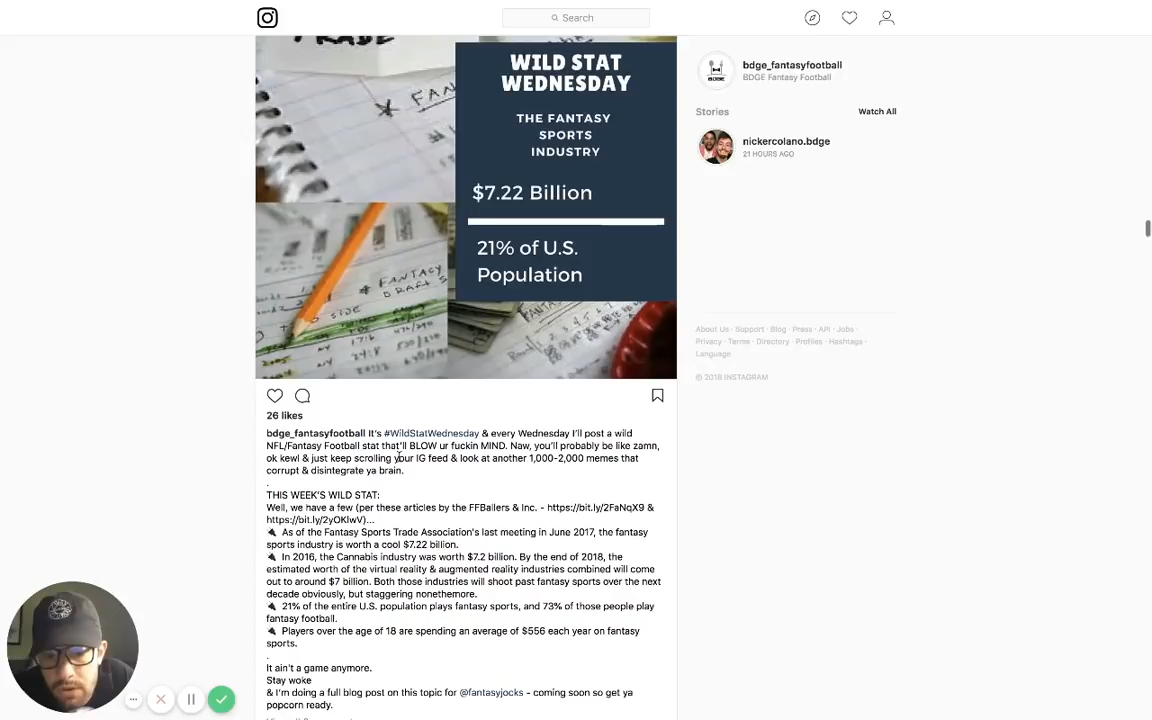 Search
TRADE
WILD STAT
WEDNESDAY
THE FANTASY
SPORTS
INDUSTRY
$7.22 Billion
21% of U.S.
Population
* FANTASY
DRAFT
SIDE
26 likes
bdge_fantasyfootball It's #WildStatWednesday & every Wednesday I'll post a wild
NFL/Fantasy Football stat that'll BLOW ur fuckin MIND. Naw, you'll probably be like zamn,
ok kewl & just keep scrolling your IG feed & look at another 1,000-2,000 memes that
corrupt & disintegrate ya brain.
.
THIS WEEK'S WILD STAT:
Well, we have a few (per these articles by the FFBallers & Inc. - https://bit.ly/2FaNqX9 &
https://bit.ly/2yOKlwV)...
🔌 As of the Fantasy Sports Trade Association's last meeting in June 2017, the fantasy
sports industry is worth a cool $7.22 billion.
🔌 In 2016, the Cannabis industry was worth $7.2 billion. By the end of 2018, the
estimated worth of the virtual reality & augmented reality industries combined will come
out to around $7 billion. Both those industries will shoot past fantasy sports over the next
decade obviously, but staggering nonethemore.
🔌 21% of the entire U.S. population plays fantasy sports, and 73% of those people play
fantasy football.
🔌 Players over the age of 18 are spending an average of $556 each year on fantasy
sports.
.
It ain't a game anymore.
Stay woke
& I'm doing a full blog post on this topic for @fantasyjocks - coming soon so get ya
popcorn ready.
bdge_fantasyfootball
BDGE Fantasy Football
Stories Watch All
nickercolano.bdge
21 HOURS AGO
About Us · Support · Blog · Press · API · Jobs ·
Privacy · Terms · Directory · Profiles · Hashtags ·
Language
© 2018 INSTAGRAM